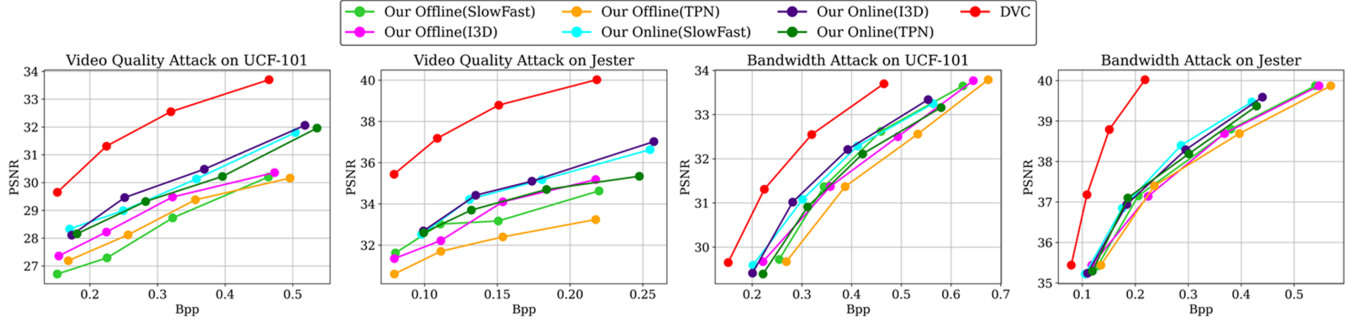 Our Offline(SlowFast) Our Offline(TPN) Our Online(I3D) DVC
Our Offline(I3D) Our Online(SlowFast) Our Online(TPN)
Video Quality Attack on UCF-101 Video Quality Attack on Jester Bandwidth Attack on UCF-101 Bandwidth Attack on Jester
PSNR
34
33
32
31
30
29
28
27
0.2 0.3 0.4 0.5
Bpp
PSNR
40
38
36
34
32
0.10 0.15 0.20 0.25
Bpp
PSNR
34
33
32
31
30
0.2 0.3 0.4 0.5 0.6 0.7
Bpp
PSNR
40
39
38
37
36
35
0.1 0.2 0.3 0.4 0.5
Bpp